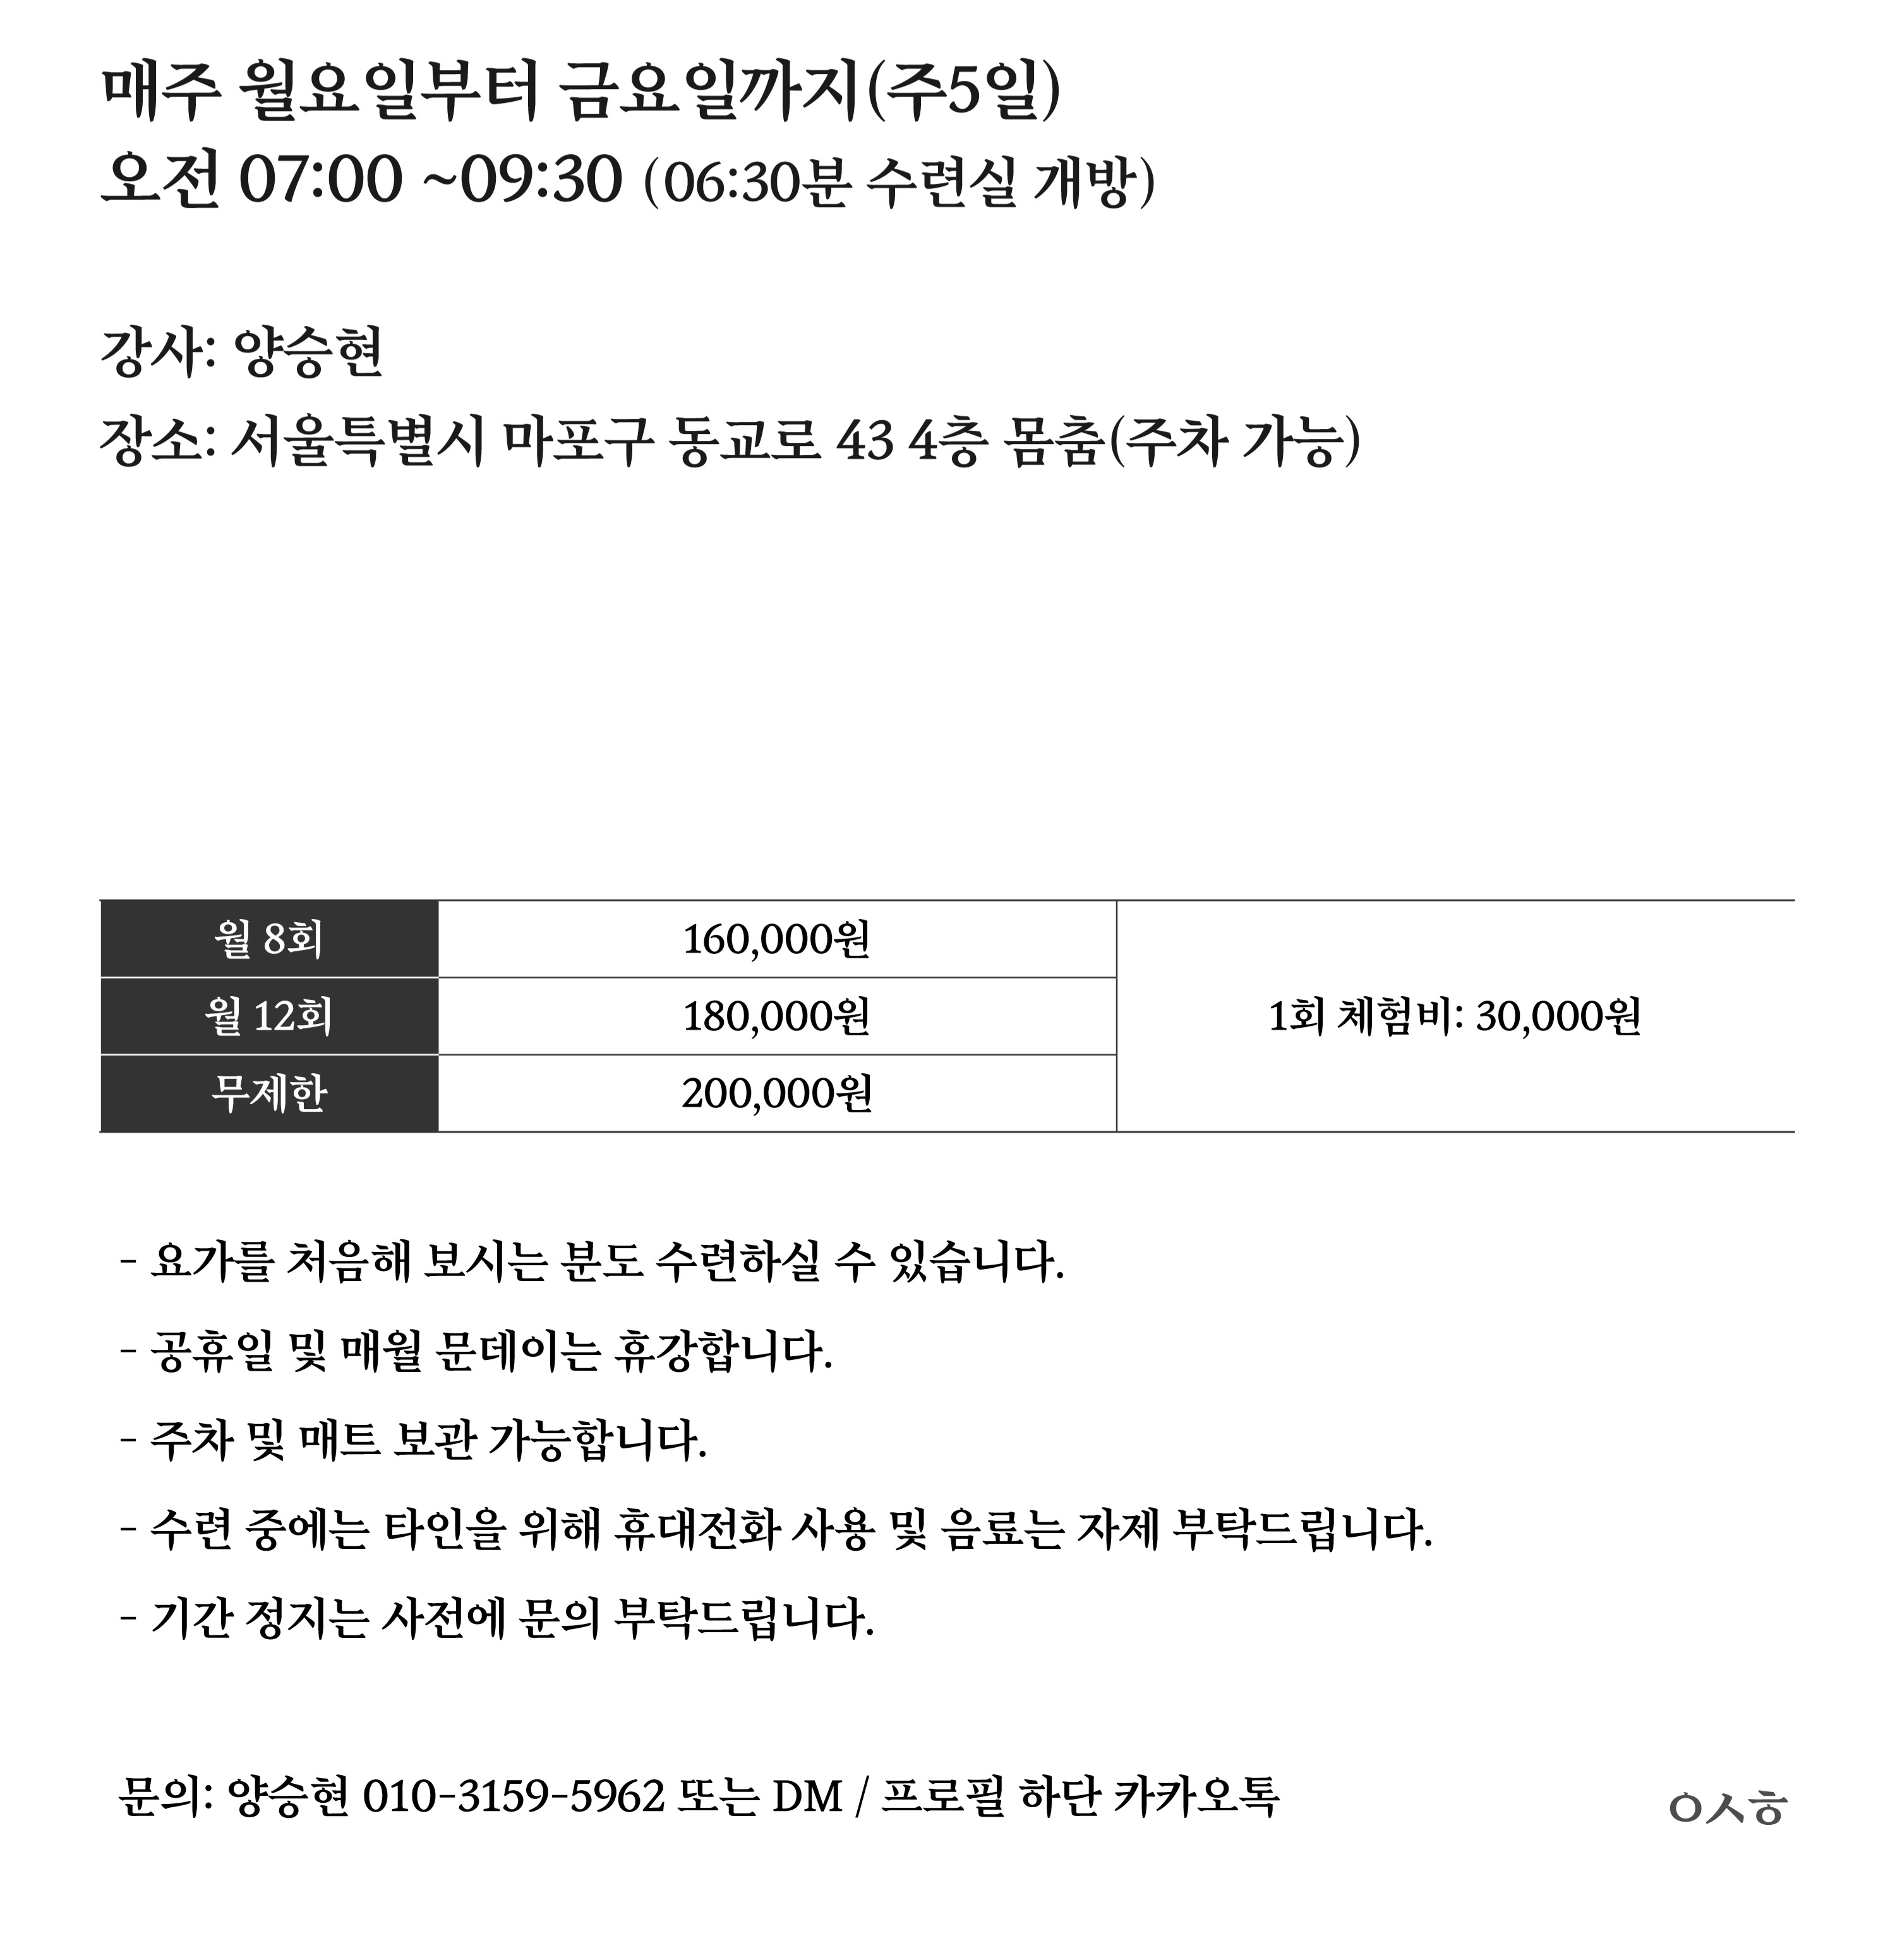 매주 월요일부터 금요일까지(주5일)
오전 07:00 ~09:30 (06:30분 수련실 개방)
강사: 양승현
장소: 서울특별시 마포구 동교로 43 4층 몸춤(주차 가능)
월 8회 160,000원
월 12회 180,000원 1회 체험비: 30,000원
무제한 200,000원
- 요가를 처음해 보시는 분도 수련하실 수 있습니다.
- 공휴일 및 매월 문데이는 휴강합니다.
- 주차 및 매트 보관 가능합니다.
- 수련 중에는 타인을 위해 휴대전화 사용 및 음료는 자제 부탁드립니다.
- 기간 정지는 사전에 문의 부탁드립니다.
문의: 양승현 010-3159-5962 또는 DM / 프로필 하단 카카오톡
ㅇㅅㅎ